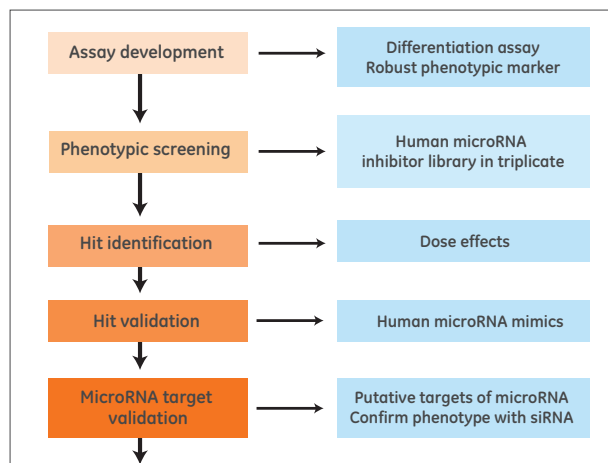 Assay development
Differentiation assay
Robust phenotypic marker
Phenotypic screening
Human microRNA
inhibitor library in triplicate
Hit identification
Dose effects
Hit validation
Human microRNA mimics
MicroRNA target
validation
Putative targets of microRNA
Confirm phenotype with siRNA